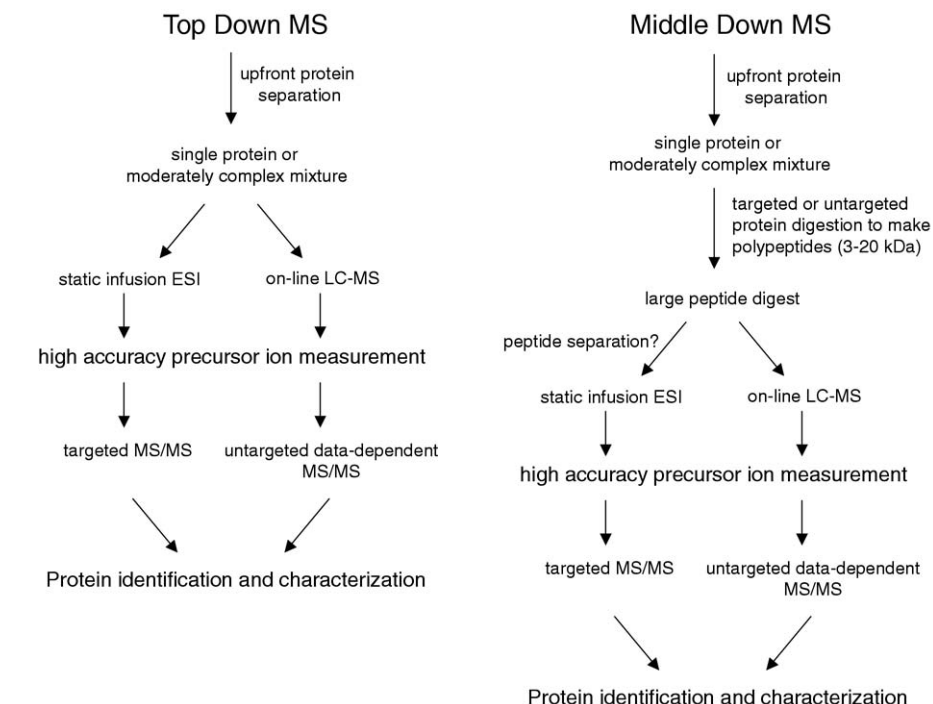 Top Down MS
upfront protein
separation
single protein or
moderately complex mixture
static infusion ESI
on-line LC-MS
high accuracy precursor ion measurement
targeted MS/MS
untargeted data-dependent
MS/MS
Protein identification and characterization
Middle Down MS
upfront protein
separation
single protein or
moderately complex mixture
targeted or untargeted
protein digestion to make
polypeptides (3-20 kDa)
large peptide digest
peptide separation?
static infusion ESI
on-line LC-MS
high accuracy precursor ion measurement
targeted MS/MS
untargeted data-dependent
MS/MS
Protein identification and characterization